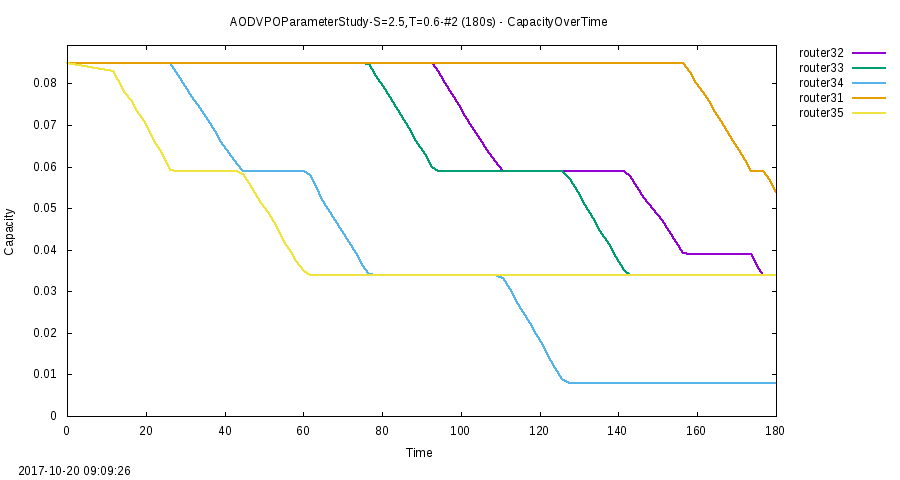 AODVPOParameterStudy-S=2.5,T=0.6-#2 (180s) - CapacityOverTime
router32
router33
router34
router31
router35
0.08
0.07
0.06
0.05
0.04
0.03
0.02
0.01
0
Capacity
0 20 40 60 80 100 120 140 160 180
Time
2017-10-20 09:09:26